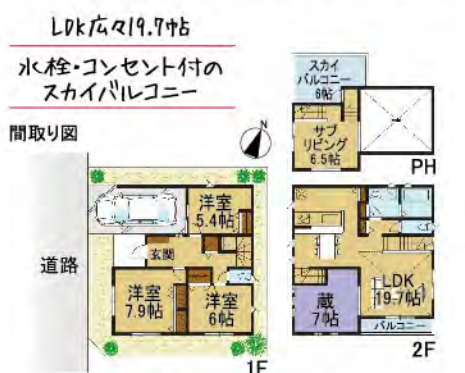 LDK広々19.7帖
水栓・コンセント付の
スカイバルコニー
間取り図
N
スカイ
バルコニー
6帖
サブ
リビング
6.5帖
PH
洋室
5.4帖
玄関
道路
洋室
7.9帖
洋室
6帖
1F
LDK
19.7帖
蔵
7帖
バルコニー
2F